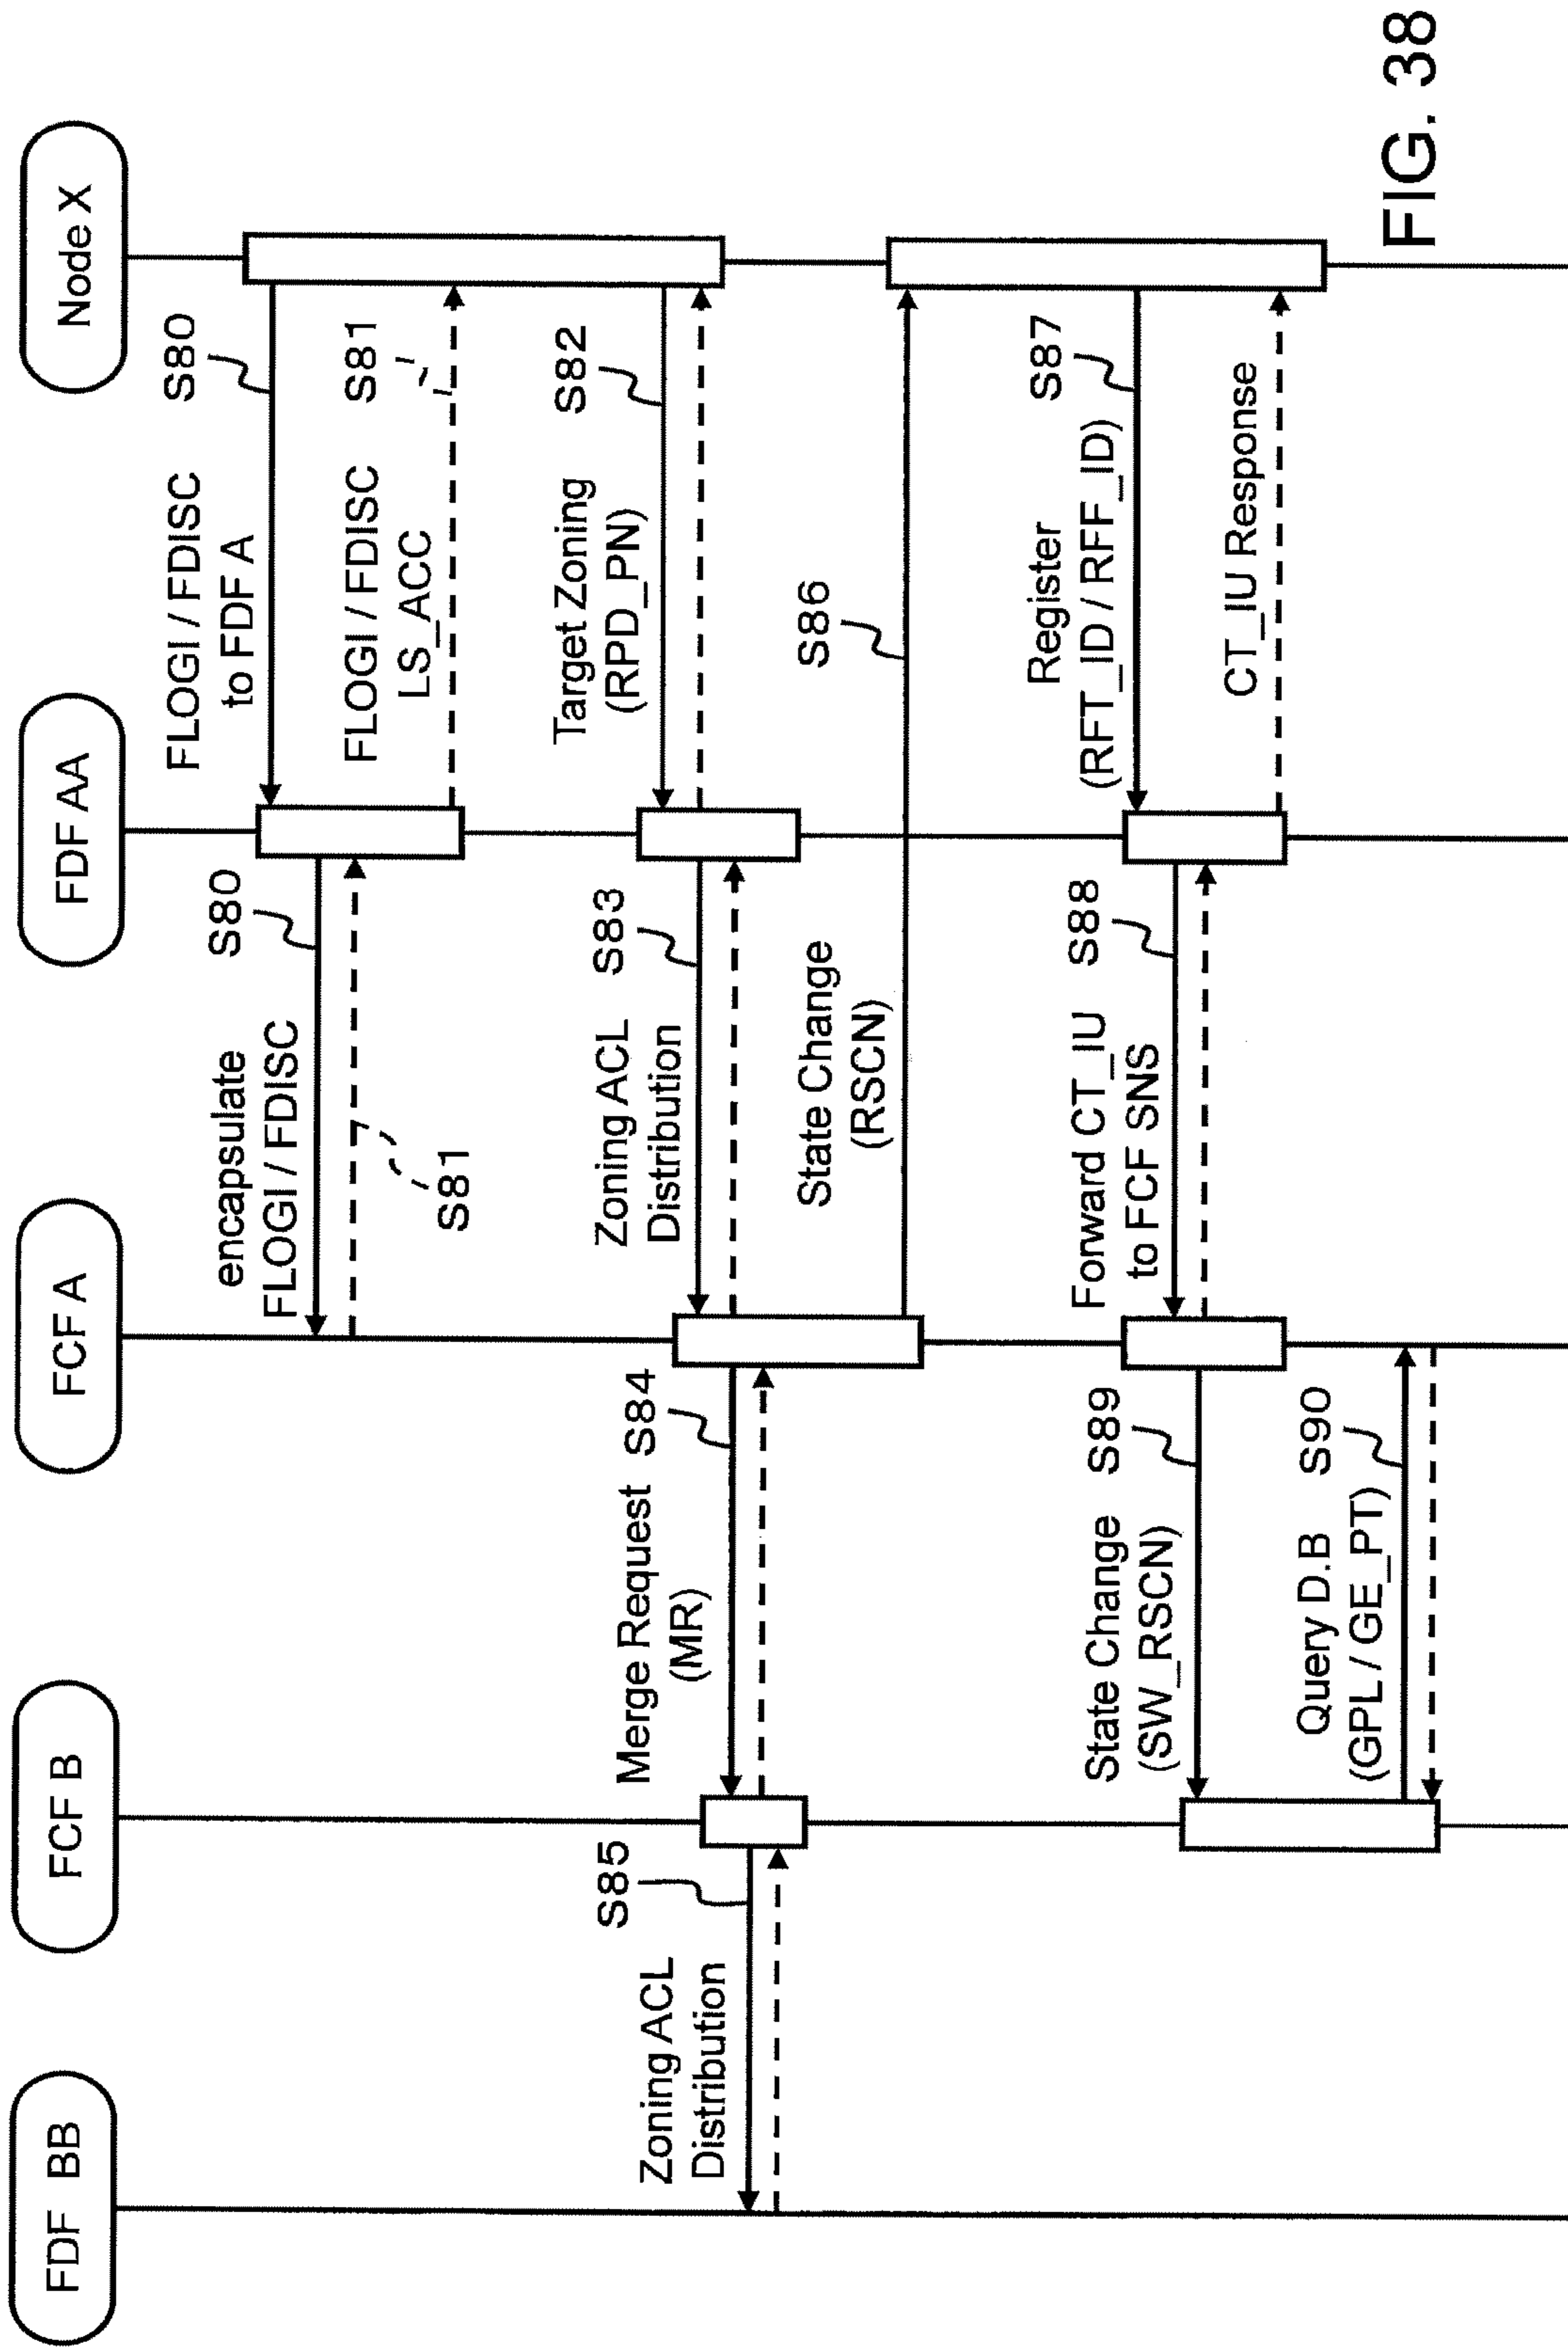 FDF BB
FCF B
FCF A
FDF AA
Node X
FLOGI / FDISC
to FDF A
S80
encapsulate
FLOGI / FDISC
S80
S81
FLOGI / FDISC
LS_ACC
S81
Target Zoning
(RPD_PN)
S82
Zoning ACL
Distribution
S83
Merge Request
(MR)
S84
Zoning ACL
Distribution
S85
State Change
(RSCN)
S86
Register
(RFT_ID / RFF_ID)
S87
Forward CT_IU
to FCF SNS
S88
CT_IU Response
State Change
(SW_RSCN)
S89
Query D.B
(GPL / GE_PT)
S90
FIG. 38